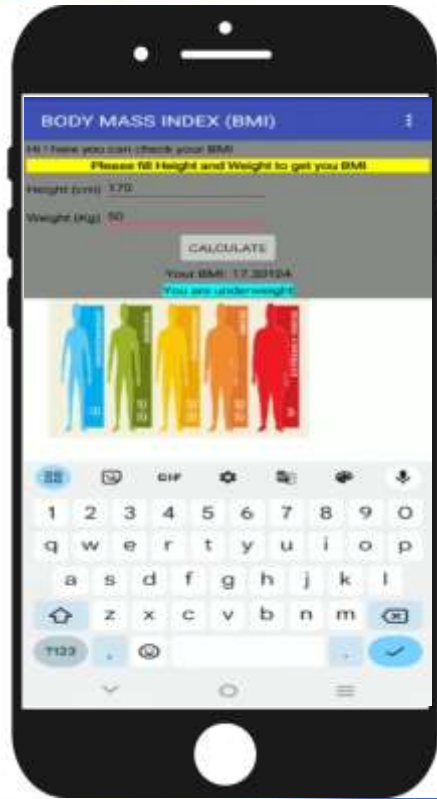 BODY MASS INDEX (BMI)
Hi ! here you can check your BMI
Please fill Height and Weight to get you BMI
Height (cm) 170
Weight (Kg) 50
CALCULATE
Your BMI: 17.30104
You are underweight
GIF
1 2 3 4 5 6 7 8 9 0
q w e r t y u i o p
a s d f g h j k l
z x c v b n m
?123 , .